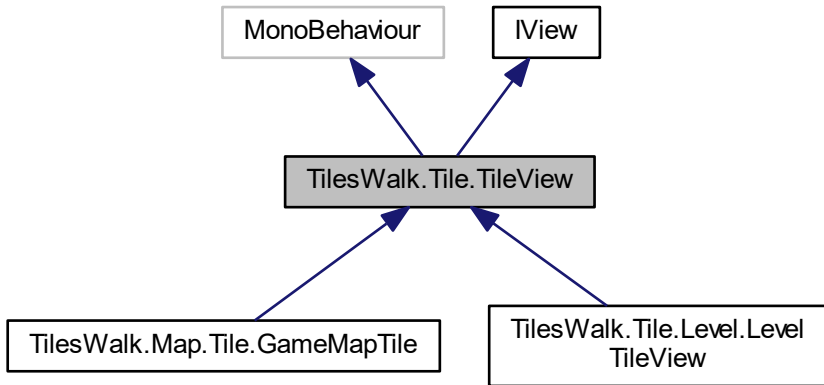 MonoBehaviour
IView
TilesWalk.Tile.TileView
TilesWalk.Map.Tile.GameMapTile
TilesWalk.Tile.Level.Level
TileView